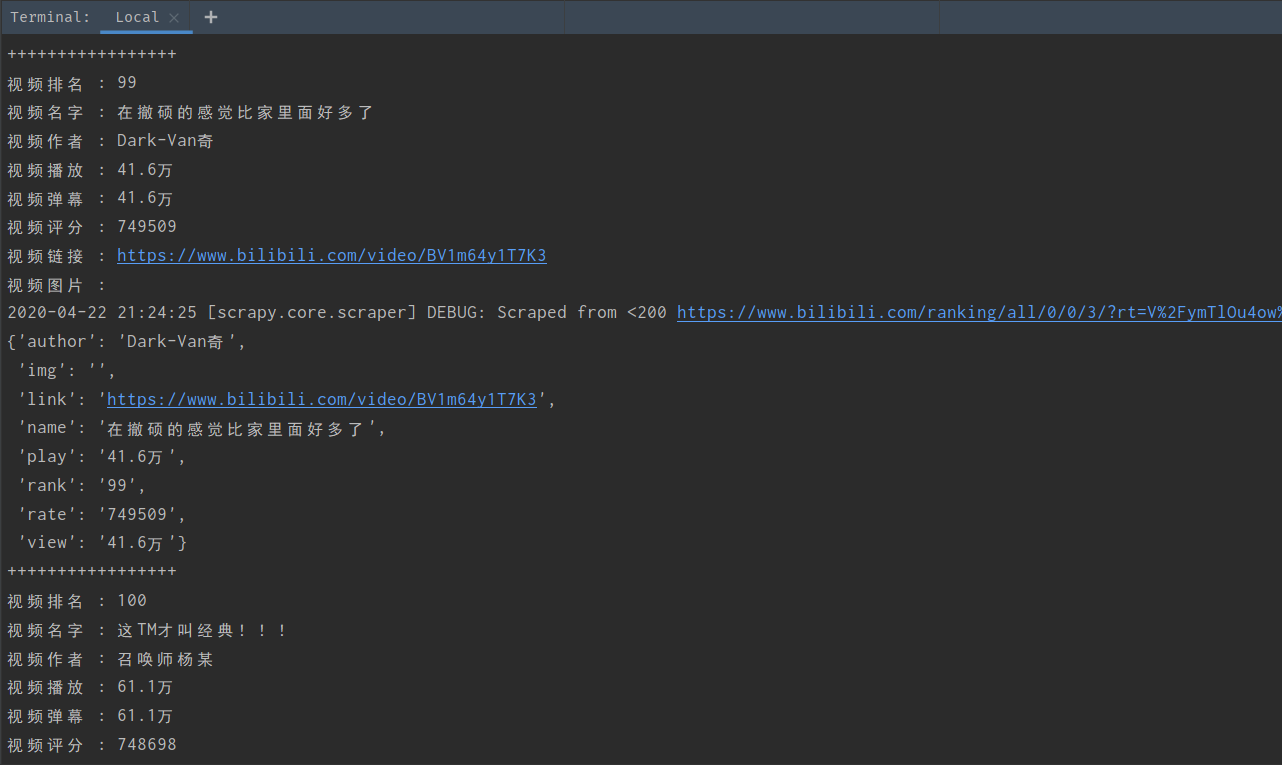 Terminal: Local × +
+++++++++++++++++
视频排名 : 99
视频名字 : 在撤硕的感觉比家里面好多了
视频作者 : Dark-Van奇
视频播放 : 41.6万
视频弹幕 : 41.6万
视频评分 : 749509
视频链接 : https://www.bilibili.com/video/BV1m64y1T7K3
视频图片 :
2020-04-22 21:24:25 [scrapy.core.scraper] DEBUG: Scraped from <200 https://www.bilibili.com/ranking/all/0/0/3/?rt=V%2FymTlOu4ow%
{'author': 'Dark-Van奇',
'img': '',
'link': 'https://www.bilibili.com/video/BV1m64y1T7K3',
'name': '在撤硕的感觉比家里面好多了',
'play': '41.6万',
'rank': '99',
'rate': '749509',
'view': '41.6万'}
+++++++++++++++++
视频排名 : 100
视频名字 : 这TM才叫经典！！！
视频作者 : 召唤师杨某
视频播放 : 61.1万
视频弹幕 : 61.1万
视频评分 : 748698